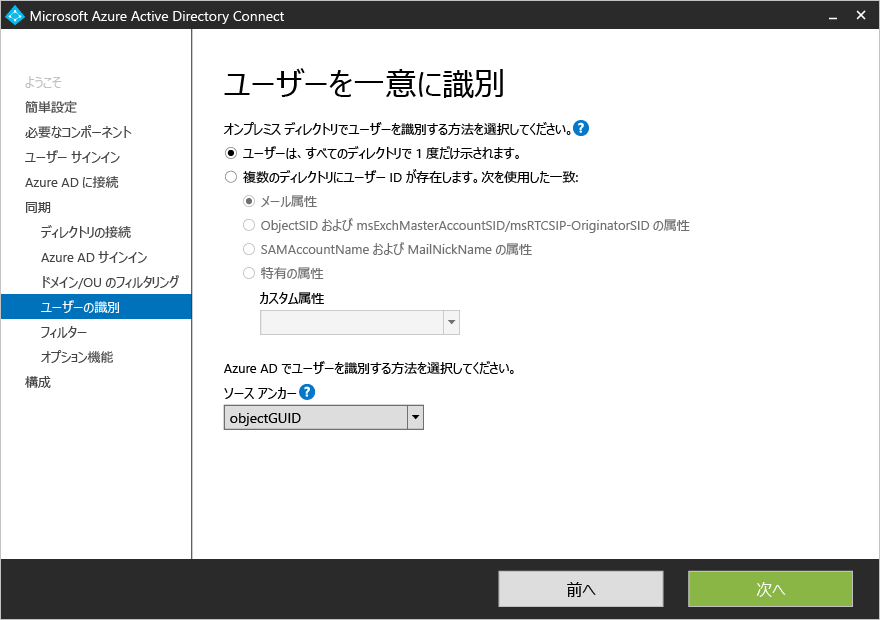 Microsoft Azure Active Directory Connect
ようこそ
簡単設定
必要なコンポーネント
ユーザー サインイン
Azure AD に接続
同期
ディレクトリの接続
Azure AD サインイン
ドメイン/OU のフィルタリング
ユーザーの識別
フィルター
オプション機能
構成
ユーザーを一意に識別
オンプレミス ディレクトリでユーザーを識別する方法を選択してください。?
ユーザーは、すべてのディレクトリで 1 度だけ示されます。
複数のディレクトリにユーザー ID が存在します。次を使用した一致:
メール属性
ObjectSID および msExchMasterAccountSID/msRTCSIP-OriginatorSID の属性
SAMAccountName および MailNickName の属性
特有の属性
カスタム属性
Azure AD でユーザーを識別する方法を選択してください。
ソース アンカー ?
objectGUID
前へ
次へ